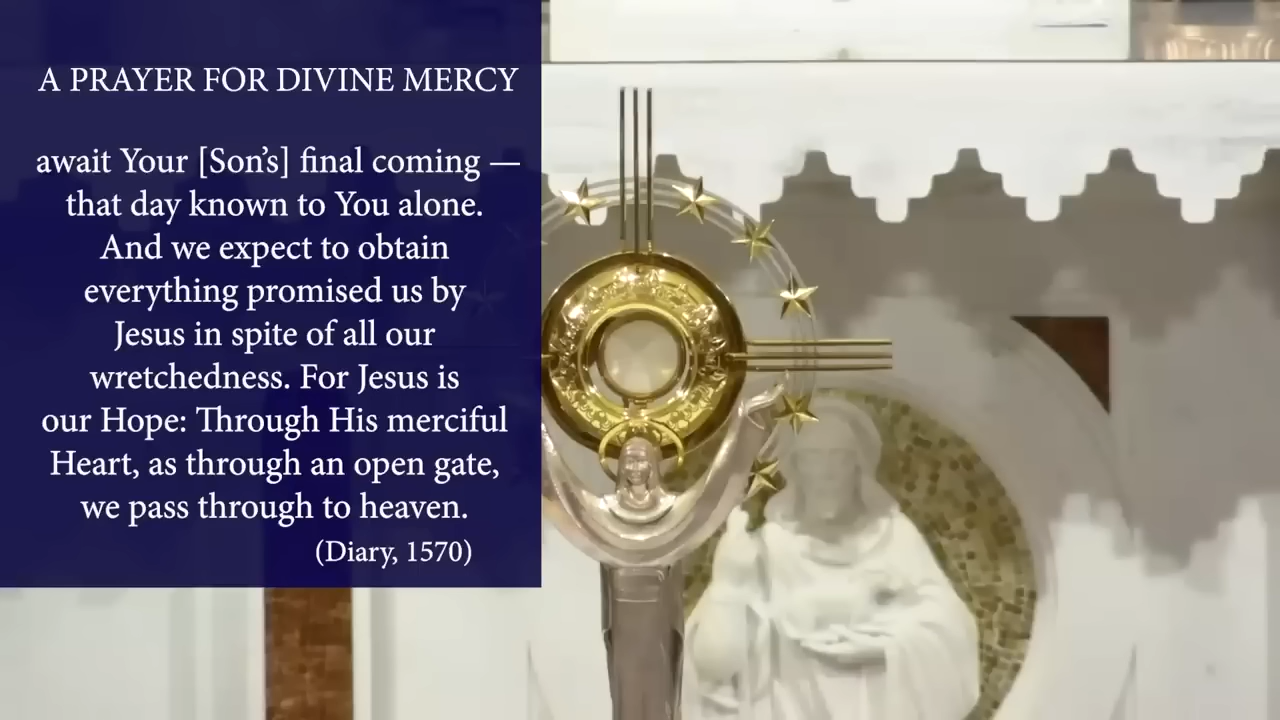 A PRAYER FOR DIVINE MERCY
await Your [Son’s] final coming —
that day known to You alone.
And we expect to obtain
everything promised us by
Jesus in spite of all our
wretchedness. For Jesus is
our Hope: Through His merciful
Heart, as through an open gate,
we pass through to heaven.
(Diary, 1570)